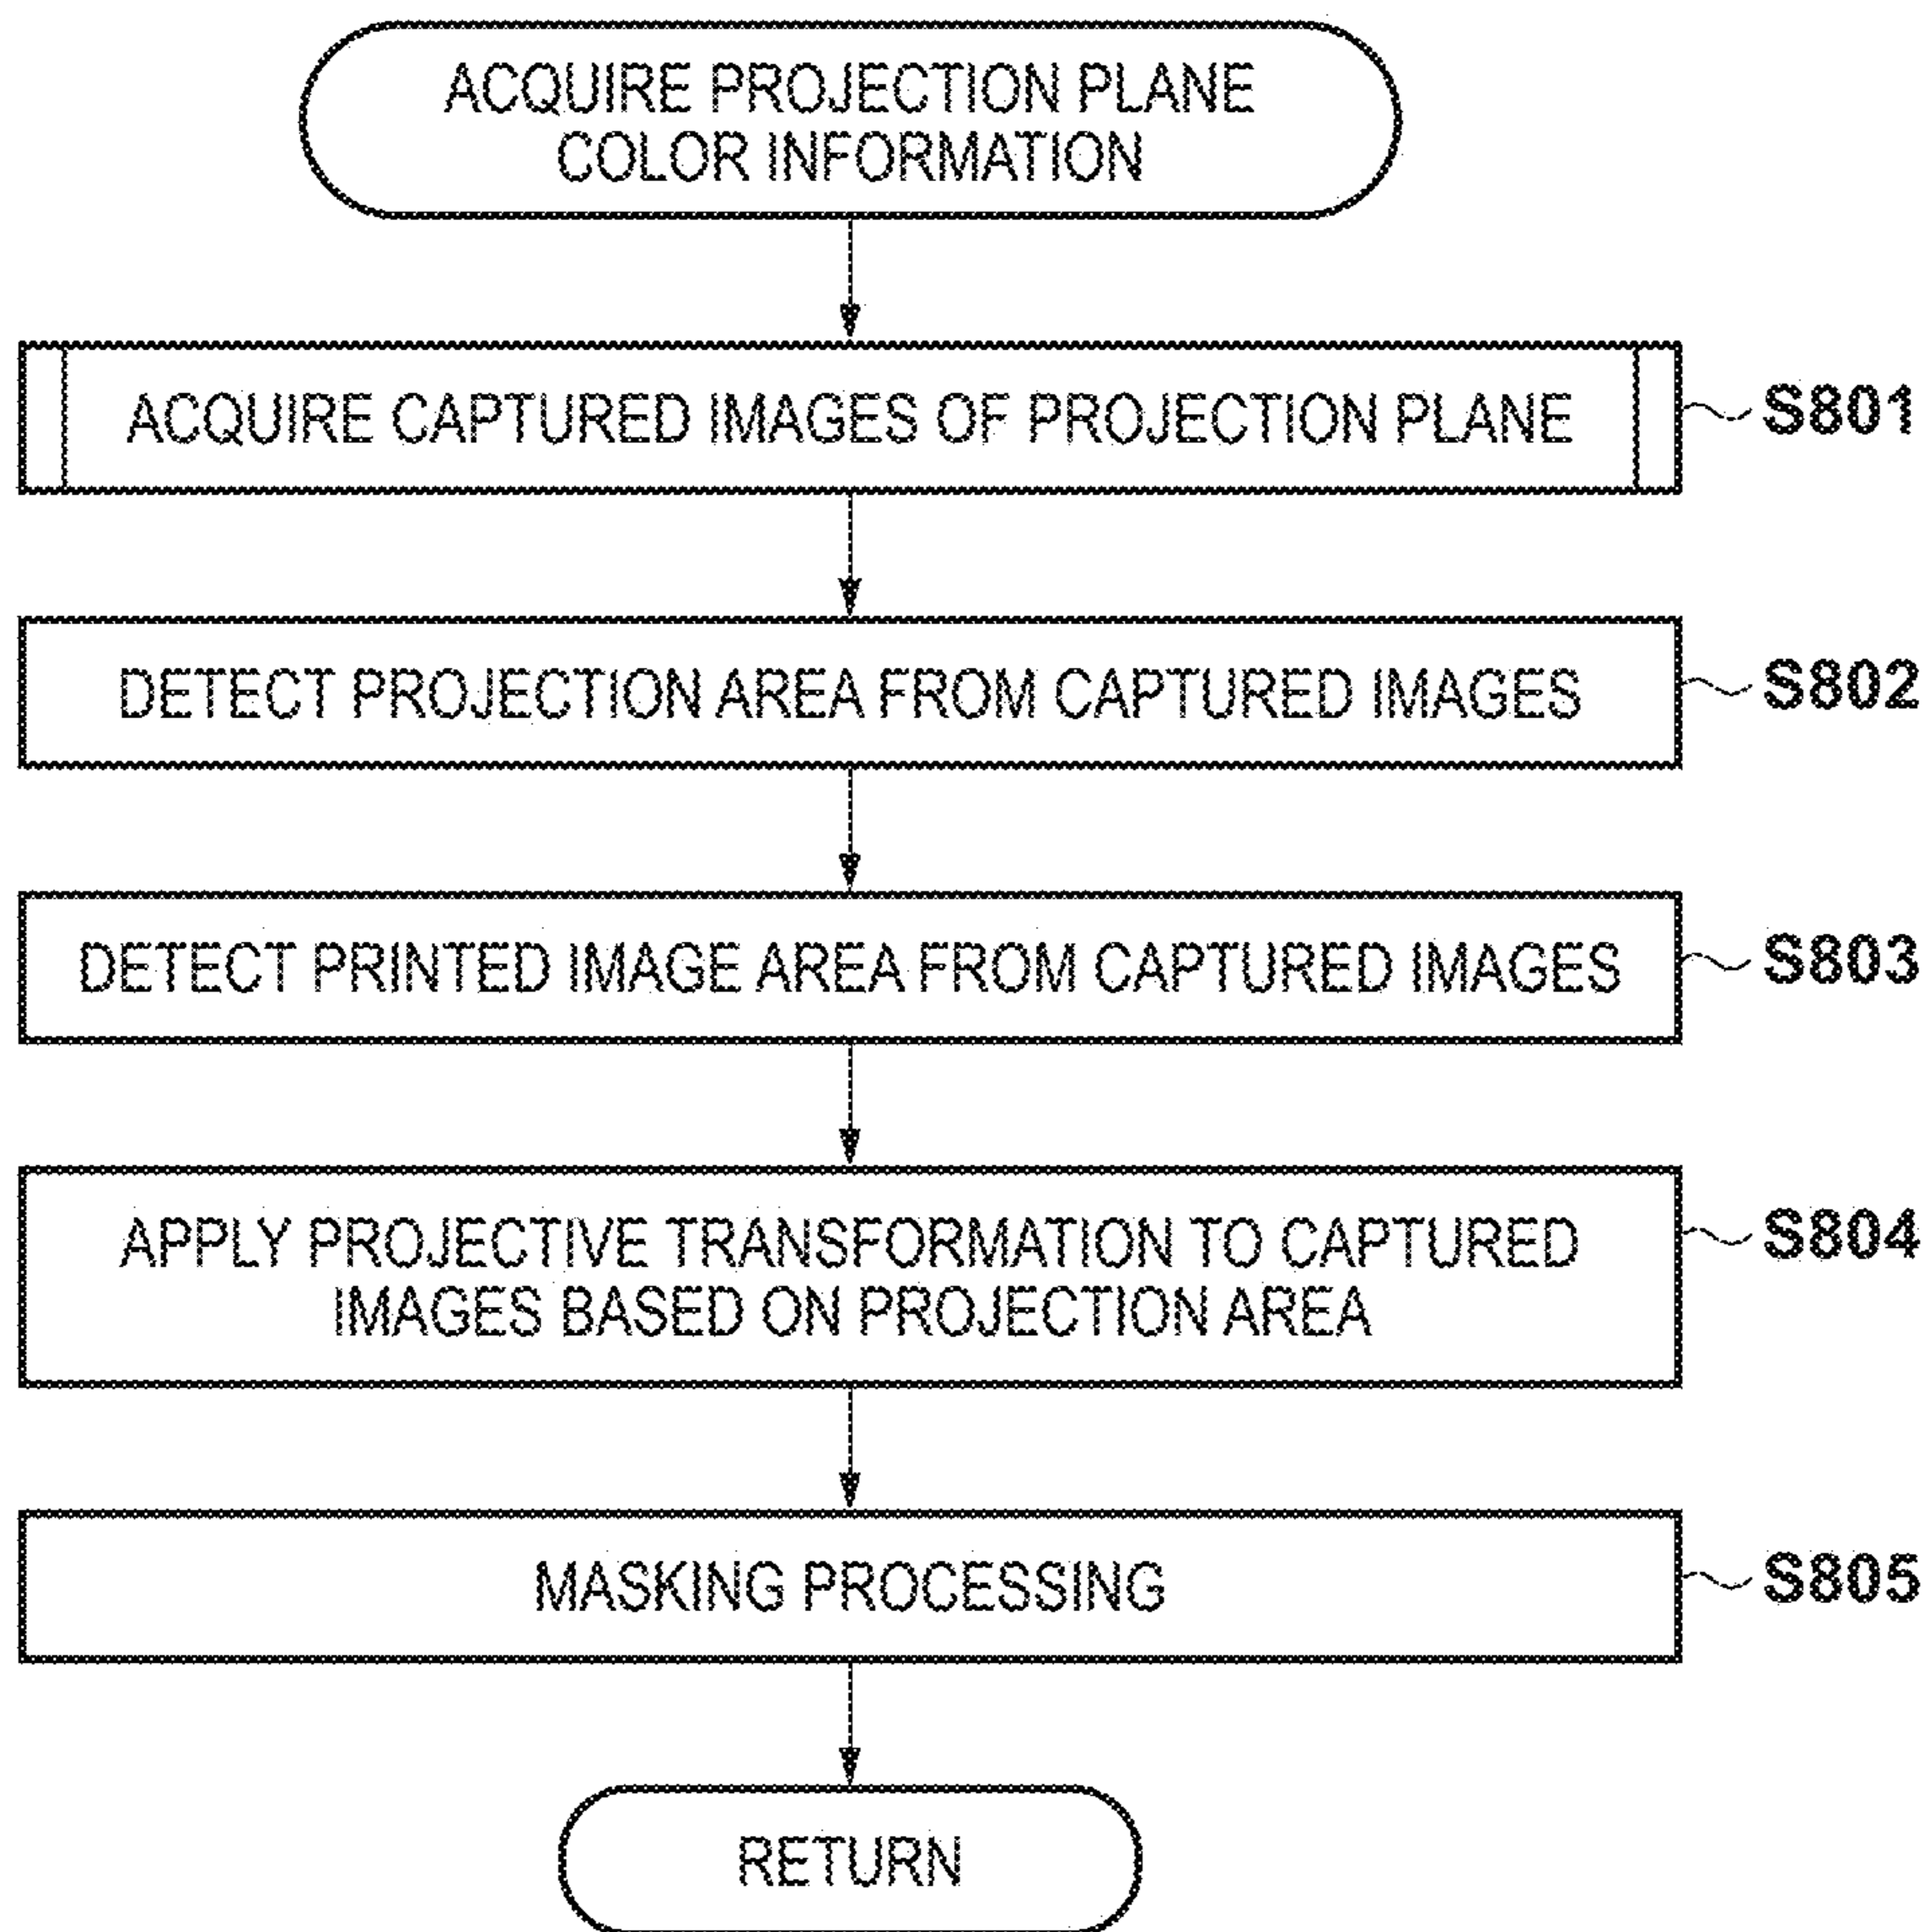 ACQUIRE PROJECTION PLANE
COLOR INFORMATION
ACQUIRE CAPTURED IMAGES OF PROJECTION PLANE
S801
DETECT PROJECTION AREA FROM CAPTURED IMAGES
S802
DETECT PRINTED IMAGE AREA FROM CAPTURED IMAGES
S803
APPLY PROJECTIVE TRANSFORMATION TO CAPTURED
IMAGES BASED ON PROJECTION AREA
S804
MASKING PROCESSING
S805
RETURN